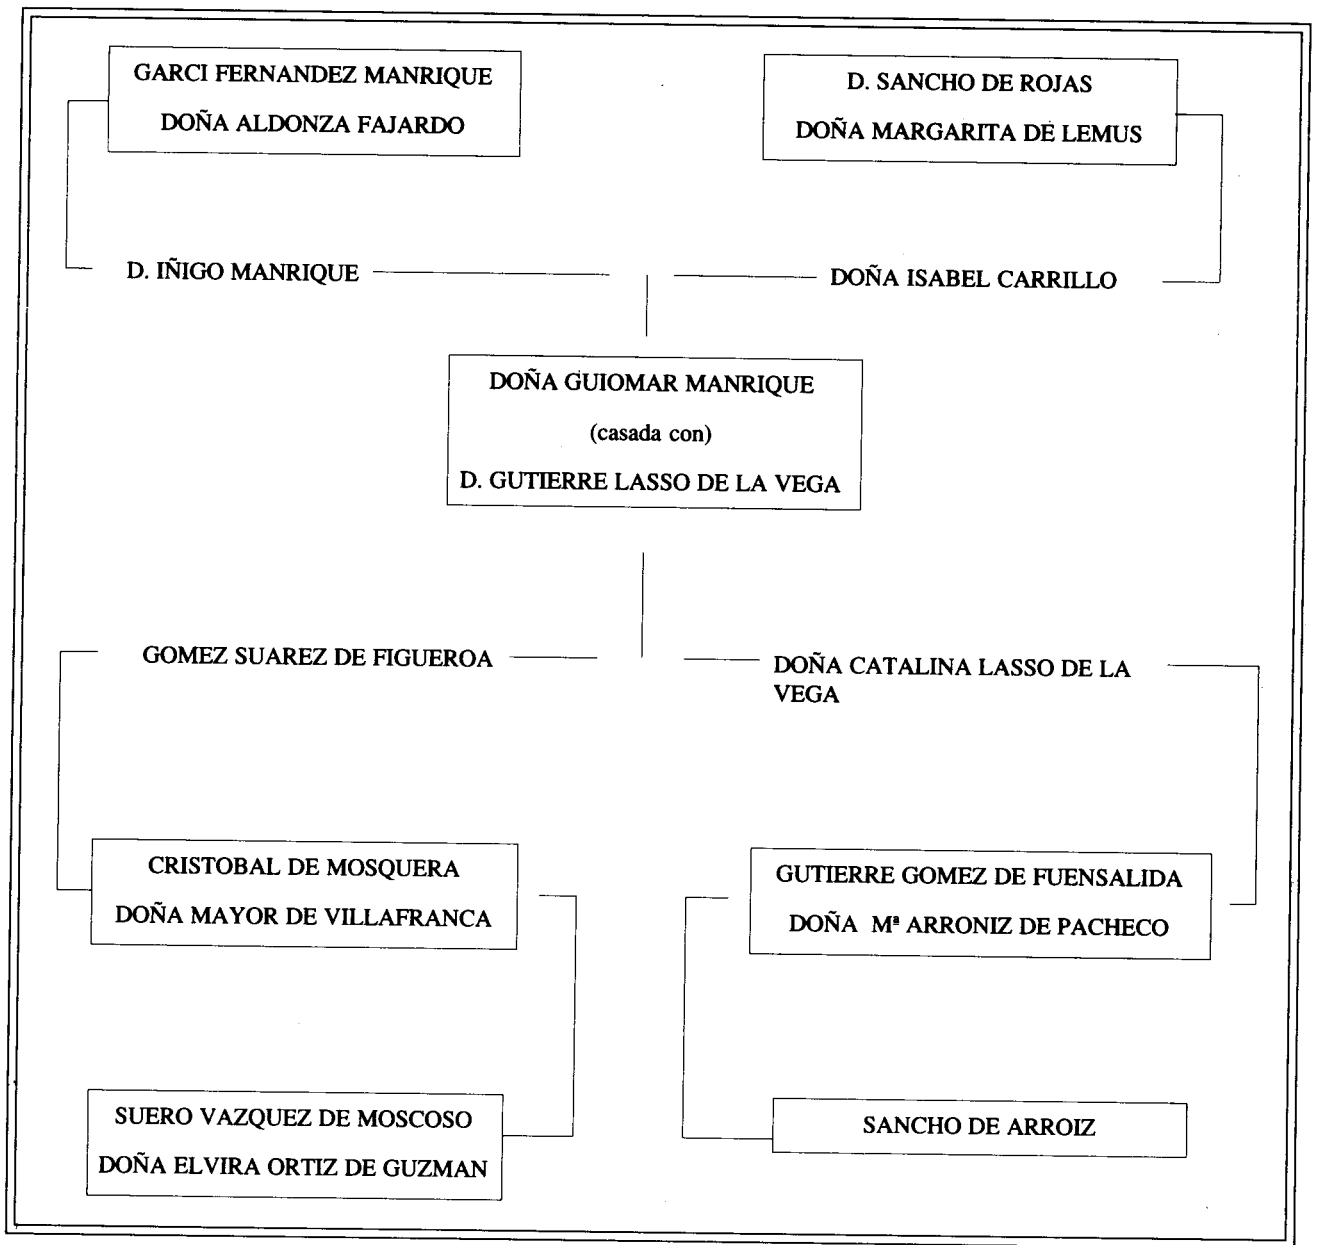 GARCI FERNANDEZ MANRIQUE
DOÑA ALDONZA FAJARDO
D. SANCHO DE ROJAS
DOÑA MARGARITA DE LEMUS
D. IÑIGO MANRIQUE
DOÑA ISABEL CARRILLO
DOÑA GUIOMAR MANRIQUE
(casada con)
D. GUTIERRE LASSO DE LA VEGA
GOMEZ SUAREZ DE FIGUEROA
DOÑA CATALINA LASSO DE LA
VEGA
CRISTOBAL DE MOSQUERA
DOÑA MAYOR DE VILLAFRANCA
GUTIERRE GOMEZ DE FUENSALIDA
DOÑA Mª ARRONIZ DE PACHECO
SUERO VAZQUEZ DE MOSCOSO
DOÑA ELVIRA ORTIZ DE GUZMAN
SANCHO DE ARROIZ